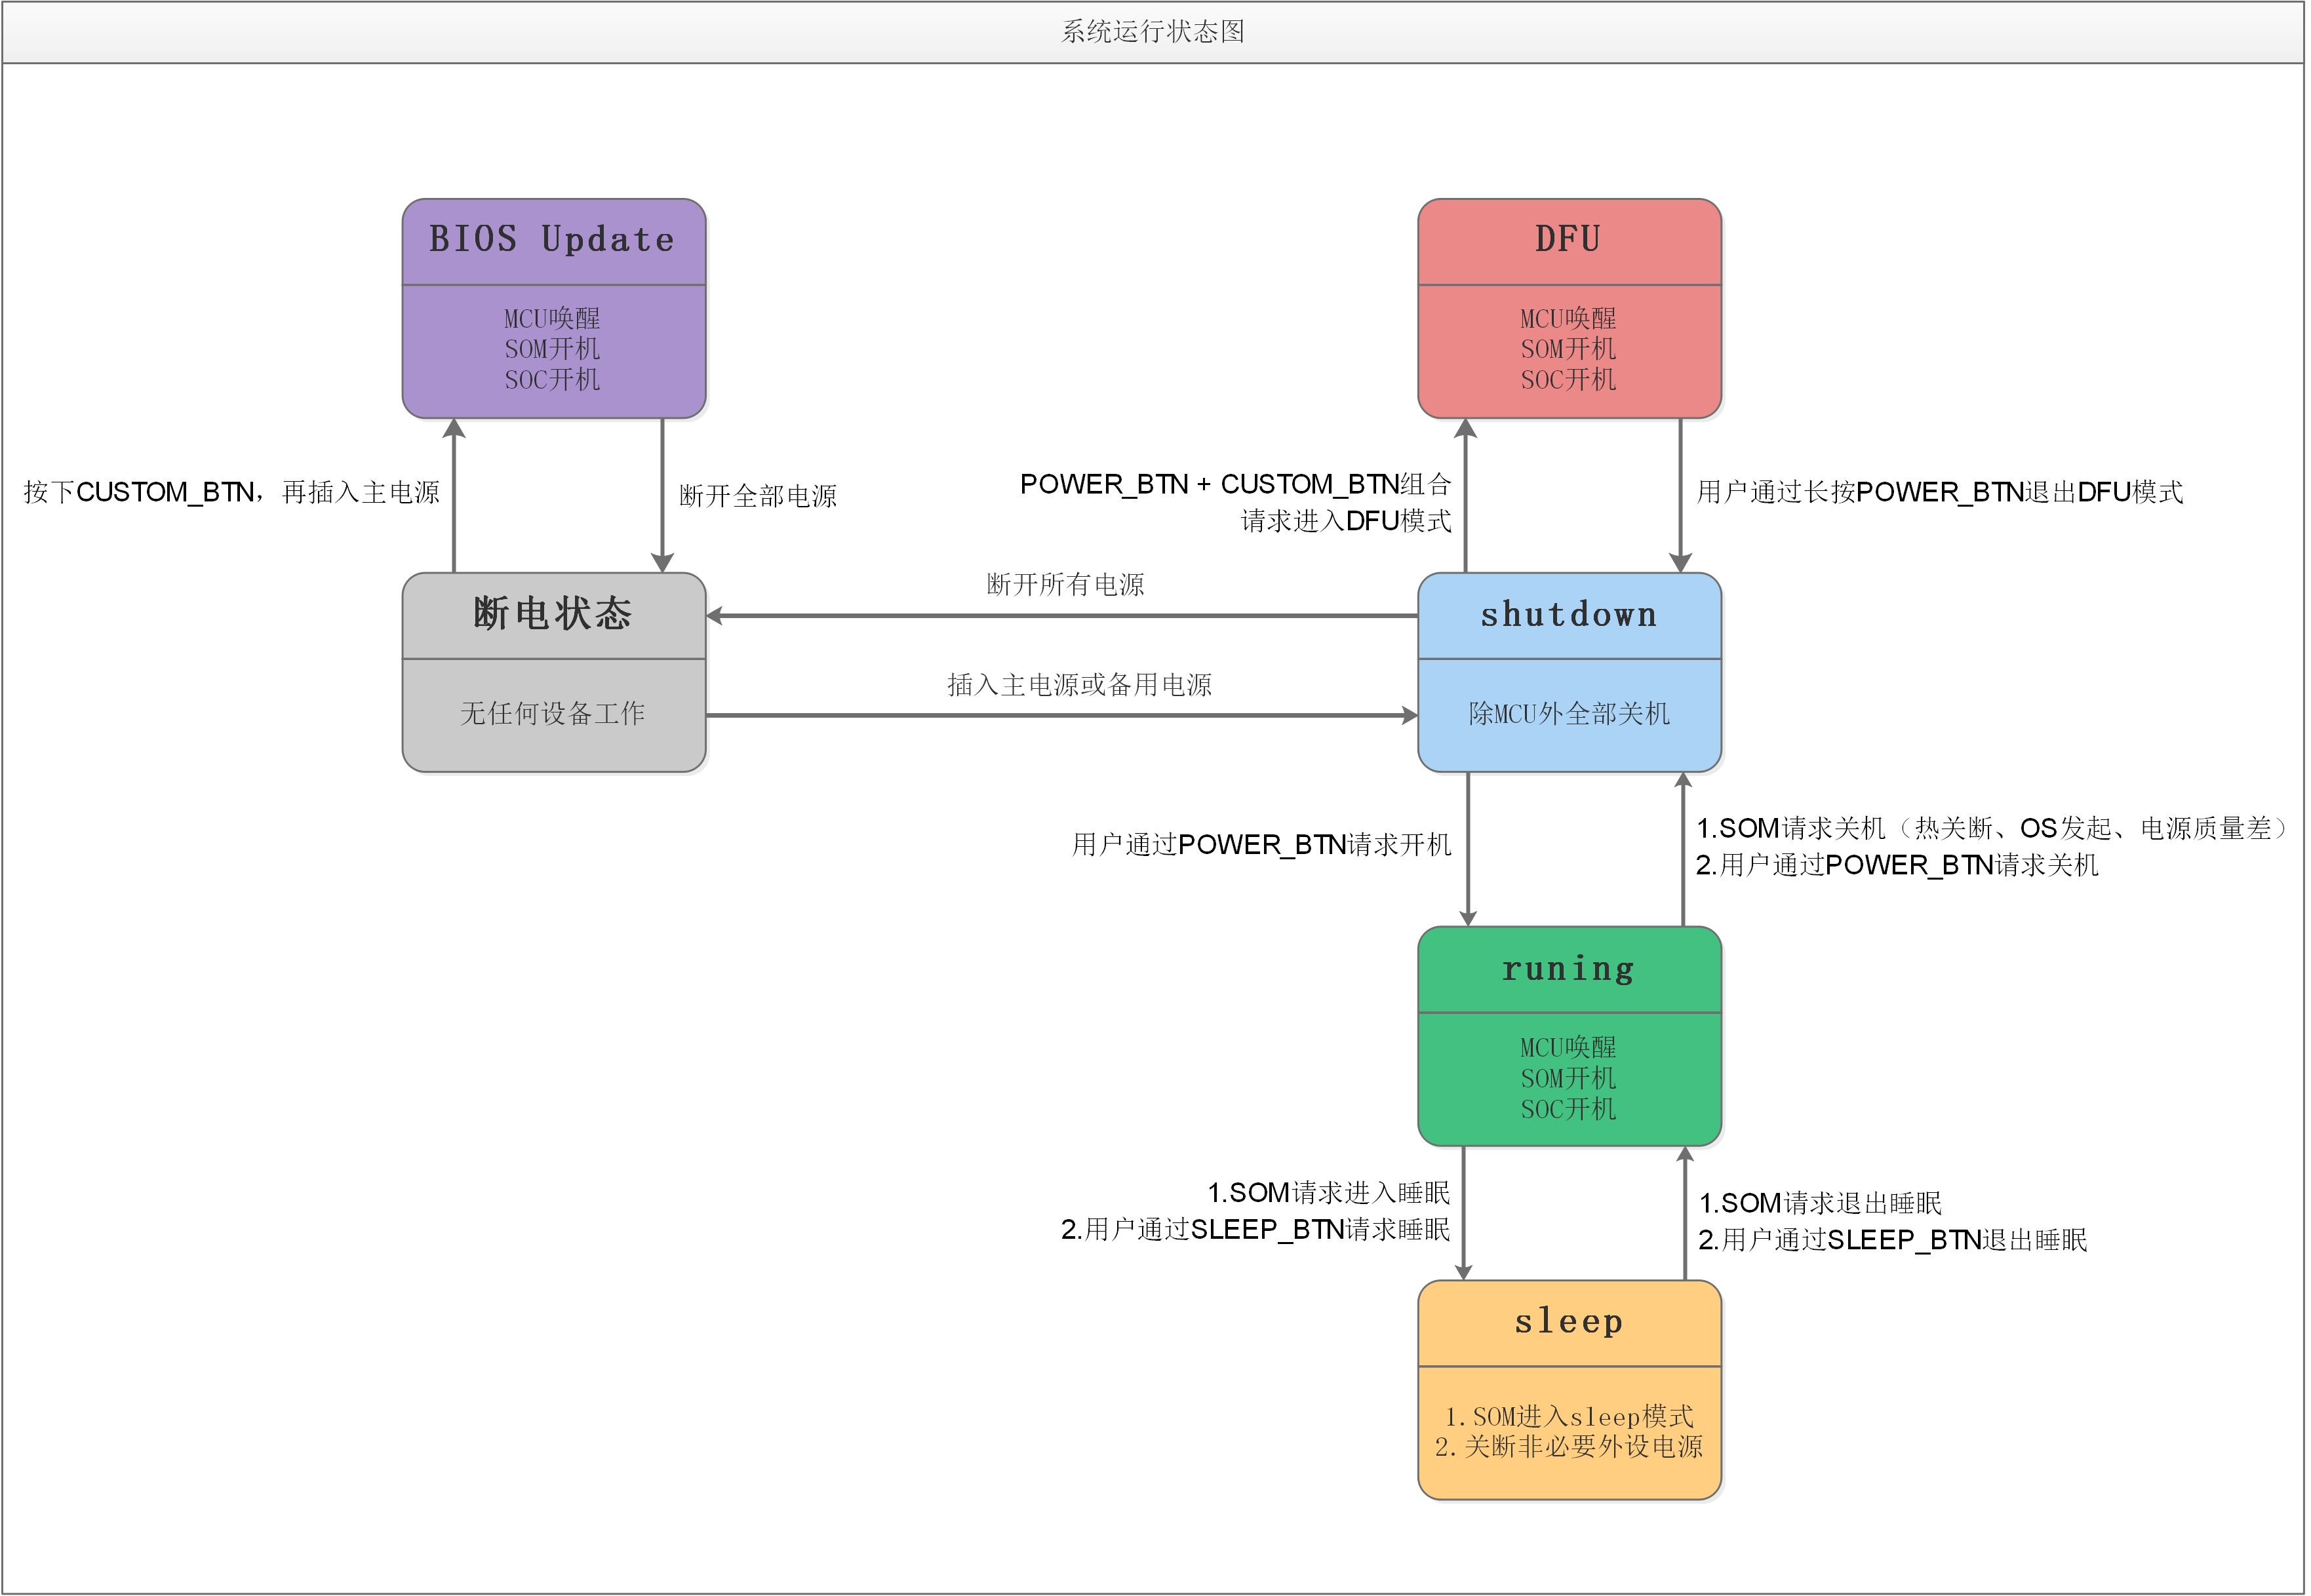 系统运行状态图
BIOS Update
MCU唤醒
SOM开机
SOC开机
DFU
MCU唤醒
SOM开机
SOC开机
按下CUSTOM_BTN，再插入主电源
断开全部电源
POWER_BTN + CUSTOM_BTN组合
请求进入DFU模式
用户通过长按POWER_BTN退出DFU模式
断电状态
无任何设备工作
断开所有电源
插入主电源或备用电源
shutdown
除MCU外全部关机
用户通过POWER_BTN请求开机
1.SOM请求关机（热关断、OS发起、电源质量差）
2.用户通过POWER_BTN请求关机
runing
MCU唤醒
SOM开机
SOC开机
1.SOM请求进入睡眠
2.用户通过SLEEP_BTN请求睡眠
1.SOM请求退出睡眠
2.用户通过SLEEP_BTN退出睡眠
sleep
1.SOM进入sleep模式
2.关断非必要外设电源